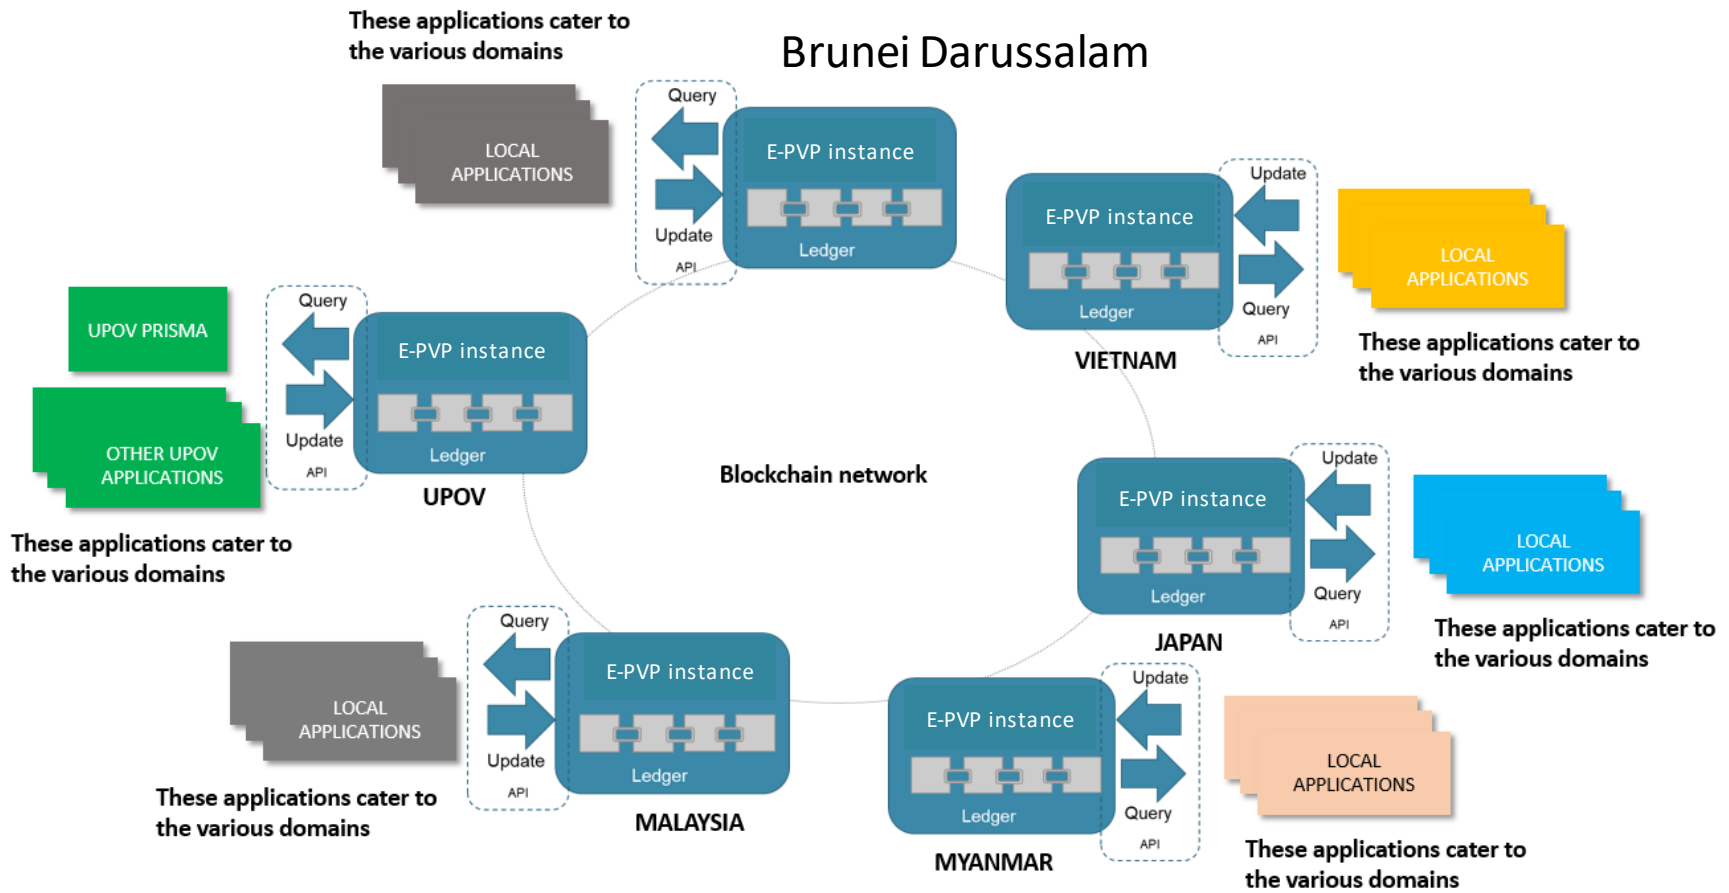 These applications cater to
the various domains
Brunei Darussalam
LOCAL
APPLICATIONS
Query
Update
API
E-PVP instance
Ledger
E-PVP instance
Ledger
VIETNAM
Update
Query
API
LOCAL
APPLICATIONS
These applications cater to
the various domains
UPOV PRISMA
OTHER UPOV
APPLICATIONS
These applications cater to
the various domains
Query
Update
API
E-PVP instance
Ledger
UPOV
Blockchain network
E-PVP instance
Ledger
JAPAN
Update
Query
API
LOCAL
APPLICATIONS
These applications cater to
the various domains
LOCAL
APPLICATIONS
These applications cater to
the various domains
Query
Update
API
E-PVP instance
Ledger
MALAYSIA
E-PVP instance
Ledger
MYANMAR
Update
Query
API
LOCAL
APPLICATIONS
These applications cater to
the various domains